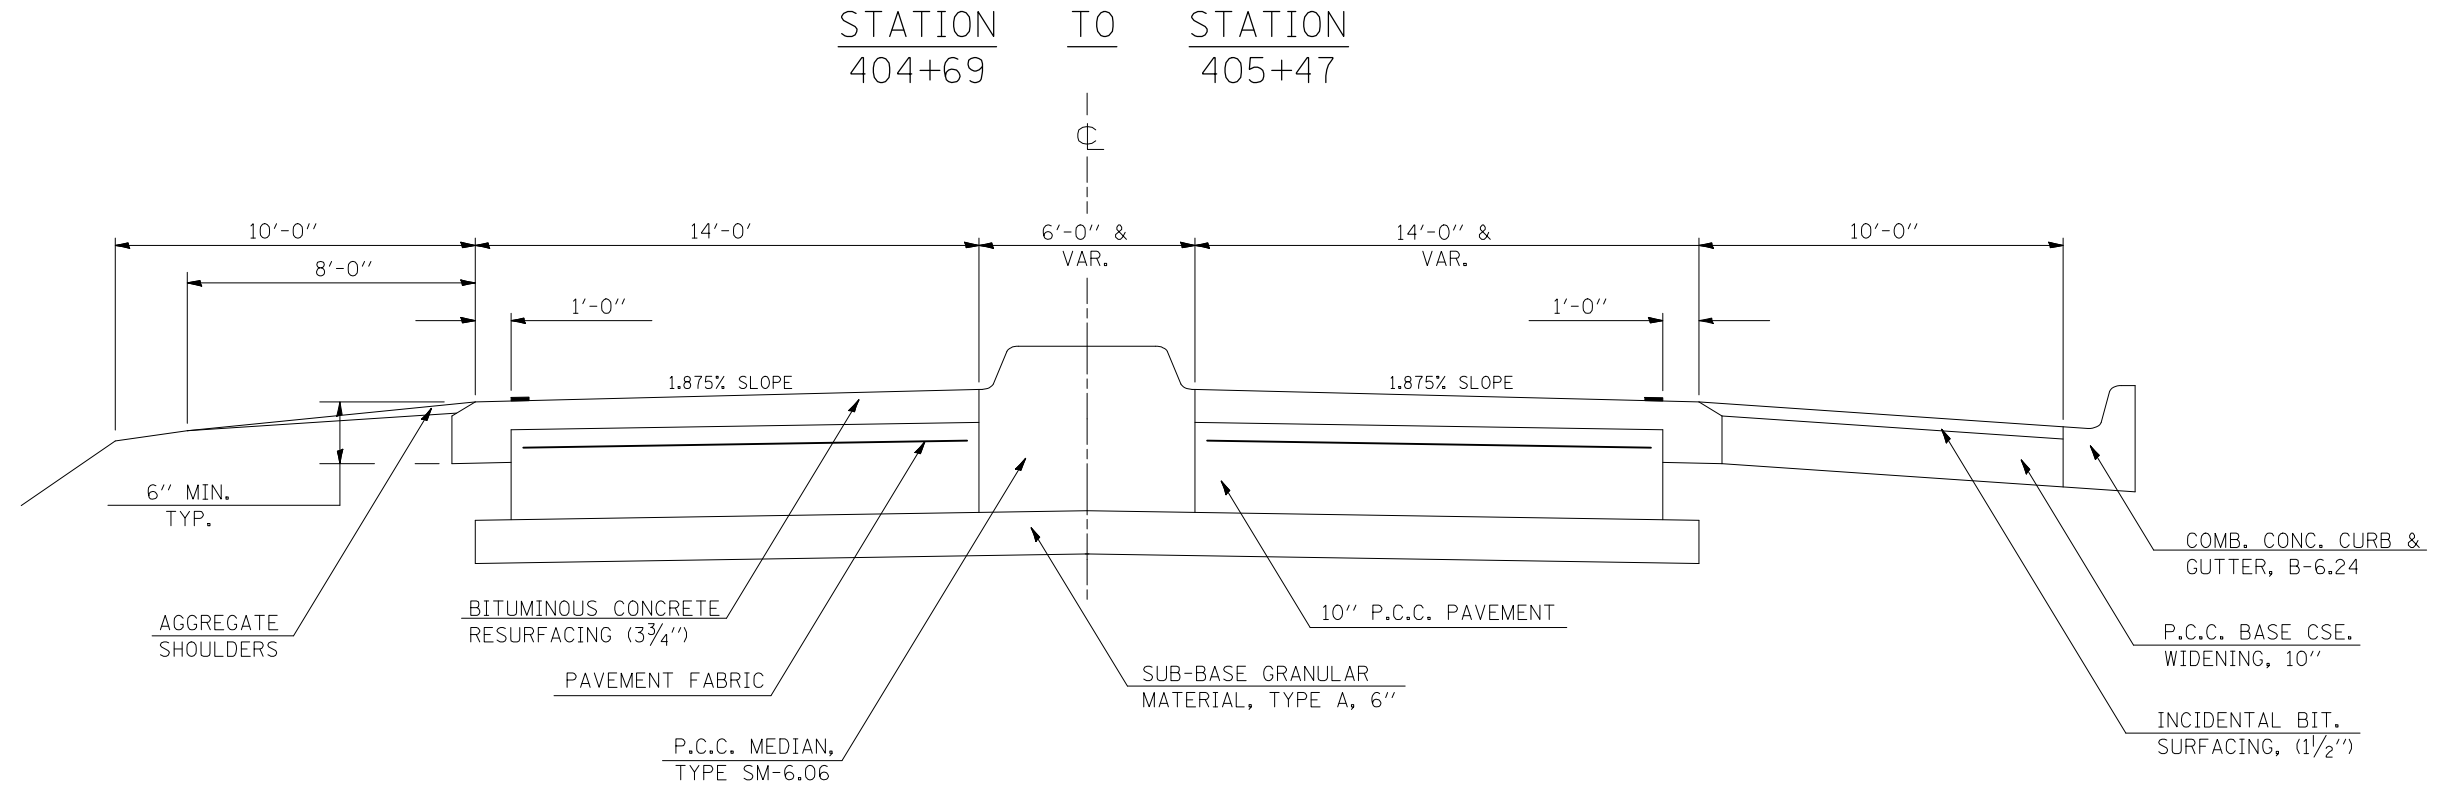 STATION TO STATION
404+69 405+47
℄
10'-0" 14'-0' 6'-0" & 14'-0" & 10'-0"
VAR. VAR.
8'-0"
1'-0" 1'-0"
1.875% SLOPE 1.875% SLOPE
6" MIN.
TYP.
COMB. CONC. CURB &
GUTTER, B-6.24
AGGREGATE
SHOULDERS
BITUMINOUS CONCRETE
RESURFACING (3¾")
10" P.C.C. PAVEMENT
P.C.C. BASE CSE.
WIDENING, 10"
PAVEMENT FABRIC
SUB-BASE GRANULAR
MATERIAL, TYPE A, 6"
INCIDENTAL BIT.
SURFACING, (1½")
P.C.C. MEDIAN,
TYPE SM-6.06